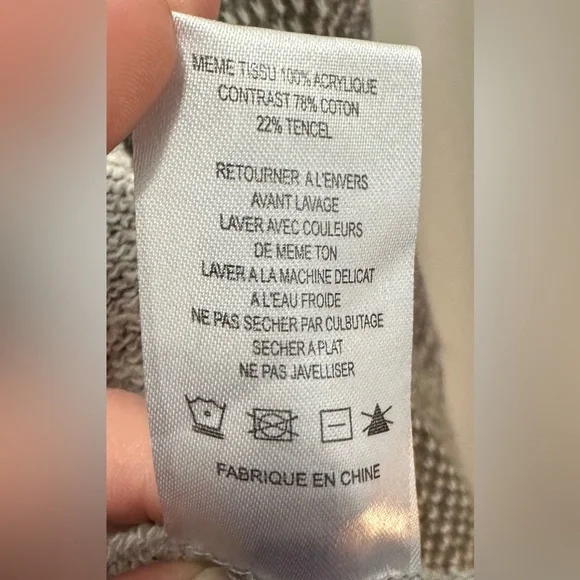 MEME TISSU 100% ACRYLIQUE
CONTRAST 78% COTON
22% TENCEL
RETOURNER A L'ENVERS
AVANT LAVAGE
LAVER AVEC COULEURS
DE MEME TON
LAVER A LA MACHINE DELICAT
A L'EAU FROIDE
NE PAS SECHER PAR CULBUTAGE
SECHER A PLAT
NE PAS JAVELLISER
FABRIQUE EN CHINE